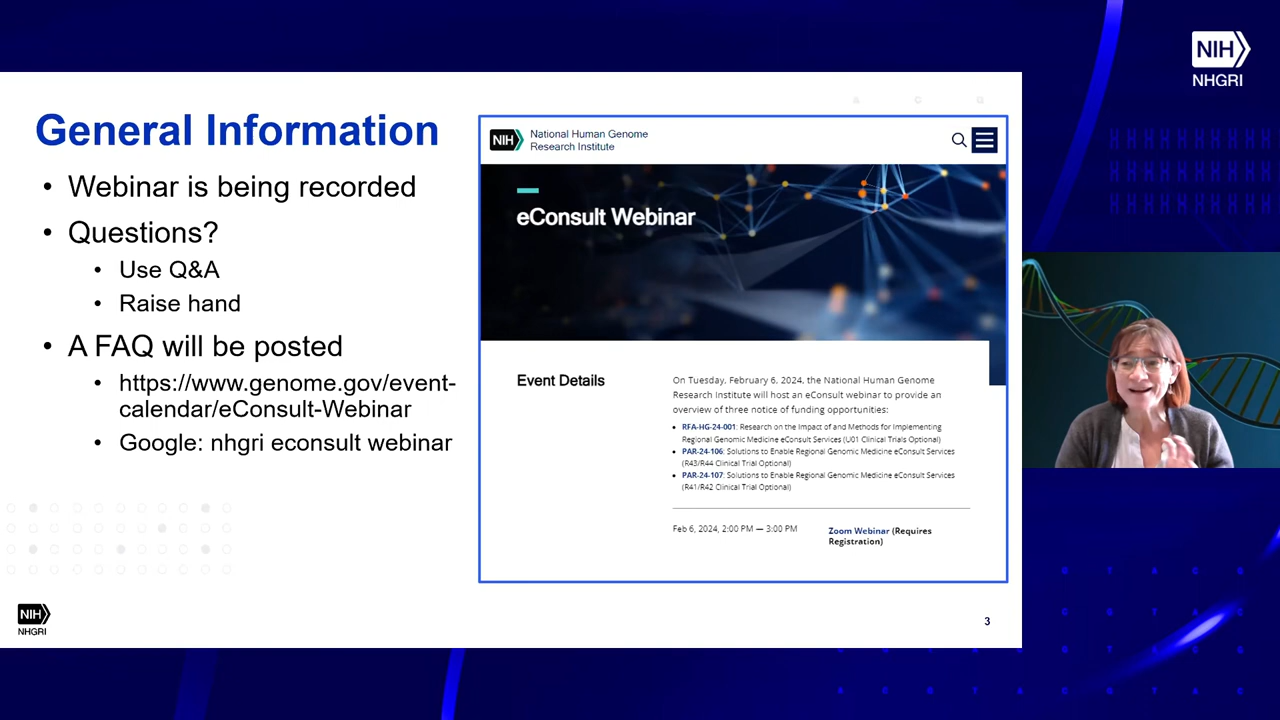 NIH
NHGRI
General Information
• Webinar is being recorded
• Questions?
• Use Q&A
• Raise hand
• A FAQ will be posted
• https://www.genome.gov/event-
calendar/eConsult-Webinar
• Google: nhgri econsult webinar
NIH
NHGRI
A C G
NIH
National Human Genome
Research Institute
eConsult Webinar
Event Details
On Tuesday, February 6, 2024, the National Human Genome
Research Institute will host an eConsult webinar to provide an
overview of three notice of funding opportunities:
• RFA-HG-24-001: Research on the Impact of and Methods for Implementing
Regional Genomic Medicine eConsult Services (U01 Clinical Trials Optional)
• PAR-24-106: Solutions to Enable Regional Genomic Medicine eConsult Services
(R43/R44 Clinical Trial Optional)
• PAR-24-107: Solutions to Enable Regional Genomic Medicine eConsult Services
(R41/R42 Clinical Trial Optional)
Feb 6, 2024, 2:00 PM — 3:00 PM
Zoom Webinar (Requires
Registration)
3